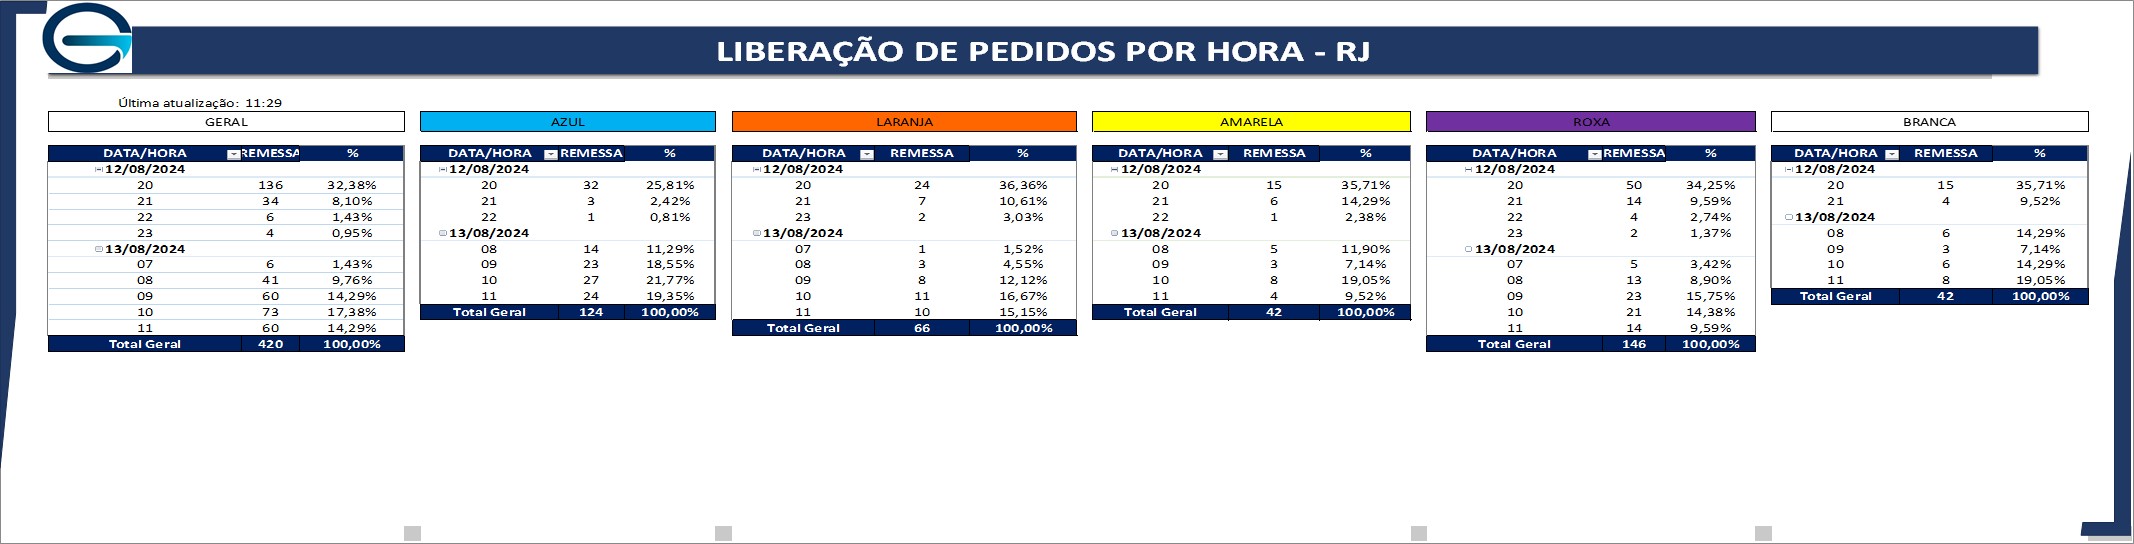 LIBERAÇÃO DE PEDIDOS POR HORA - RJ
Última atualização: 11:29
GERAL
DATA/HORA REMESSA %
12/08/2024
20 136 32,38%
21 34 8,10%
22 6 1,43%
23 4 0,95%
13/08/2024
07 6 1,43%
08 41 9,76%
09 60 14,29%
10 73 17,38%
11 60 14,29%
Total Geral 420 100,00%
AZUL
DATA/HORA REMESSA %
12/08/2024
20 32 25,81%
21 3 2,42%
22 1 0,81%
13/08/2024
08 14 11,29%
09 23 18,55%
10 27 21,77%
11 24 19,35%
Total Geral 124 100,00%
LARANJA
DATA/HORA REMESSA %
12/08/2024
20 24 36,36%
21 7 10,61%
23 2 3,03%
13/08/2024
07 1 1,52%
08 3 4,55%
09 8 12,12%
10 11 16,67%
11 10 15,15%
Total Geral 66 100,00%
AMARELA
DATA/HORA REMESSA %
12/08/2024
20 15 35,71%
21 6 14,29%
22 1 2,38%
13/08/2024
08 5 11,90%
09 3 7,14%
10 8 19,05%
11 4 9,52%
Total Geral 42 100,00%
ROXA
DATA/HORA REMESSA %
12/08/2024
20 50 34,25%
21 14 9,59%
22 4 2,74%
23 2 1,37%
13/08/2024
07 5 3,42%
08 13 8,90%
09 23 15,75%
10 21 14,38%
11 14 9,59%
Total Geral 146 100,00%
BRANCA
DATA/HORA REMESSA %
12/08/2024
20 15 35,71%
21 4 9,52%
13/08/2024
08 6 14,29%
09 3 7,14%
10 6 14,29%
11 8 19,05%
Total Geral 42 100,00%